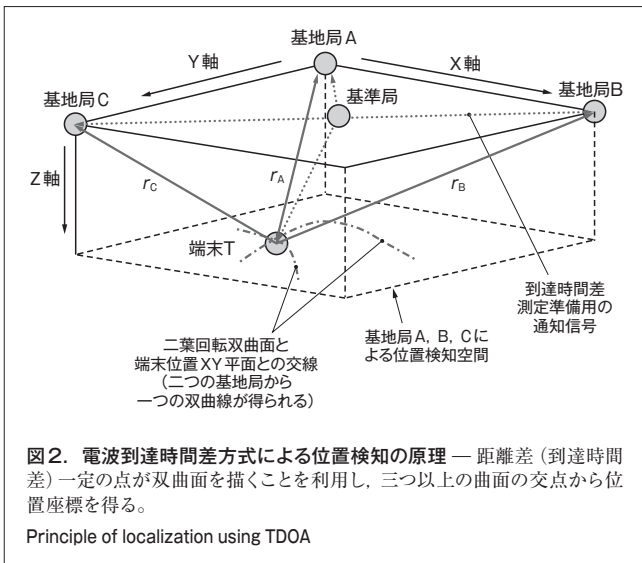 基地局A
Y軸
X軸
基地局C
基準局
基地局B
Z軸
rC
rA
rB
端末T
到達時間差
測定準備用の
通知信号
二葉回転双曲面と
端末位置XY平面との交線
(二つの基地局から
一つの双曲線が得られる)
基地局A, B, Cに
よる位置検知空間
図2. 電波到達時間差方式による位置検知の原理 — 距離差(到達時間
差)一定の点が双曲面を描くことを利用し, 三つ以上の曲面の交点から位
置座標を得る。
Principle of localization using TDOA